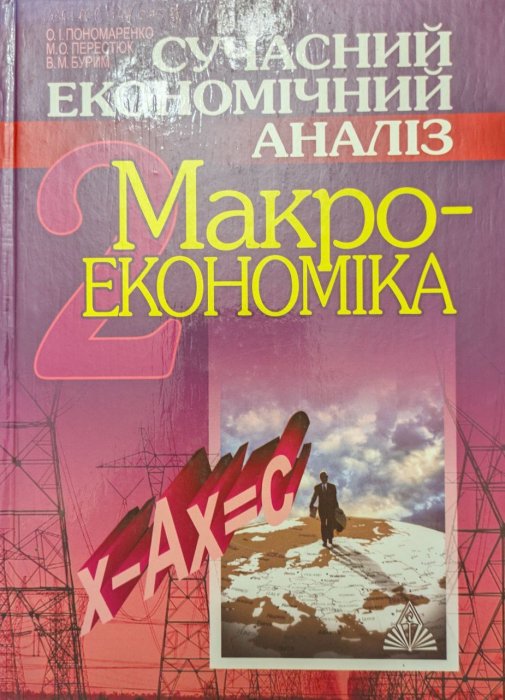 О. І. ПОНОМАРЕНКО
М. О. ПЕРЕСТЮК
В. М. БУРИМ
СУЧАСНИЙ
ЕКОНОМІЧНИЙ
АНАЛІЗ
2
Макро-
ЕКОНОМІКА
x–Ax=c